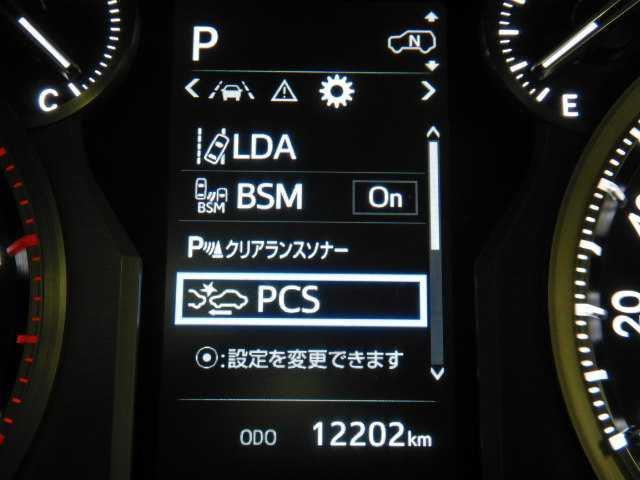 P
N
C
E
LDA
BSM
BSM On
P クリアランスソナー
PCS
:設定を変更できます
20
ODO 12202km